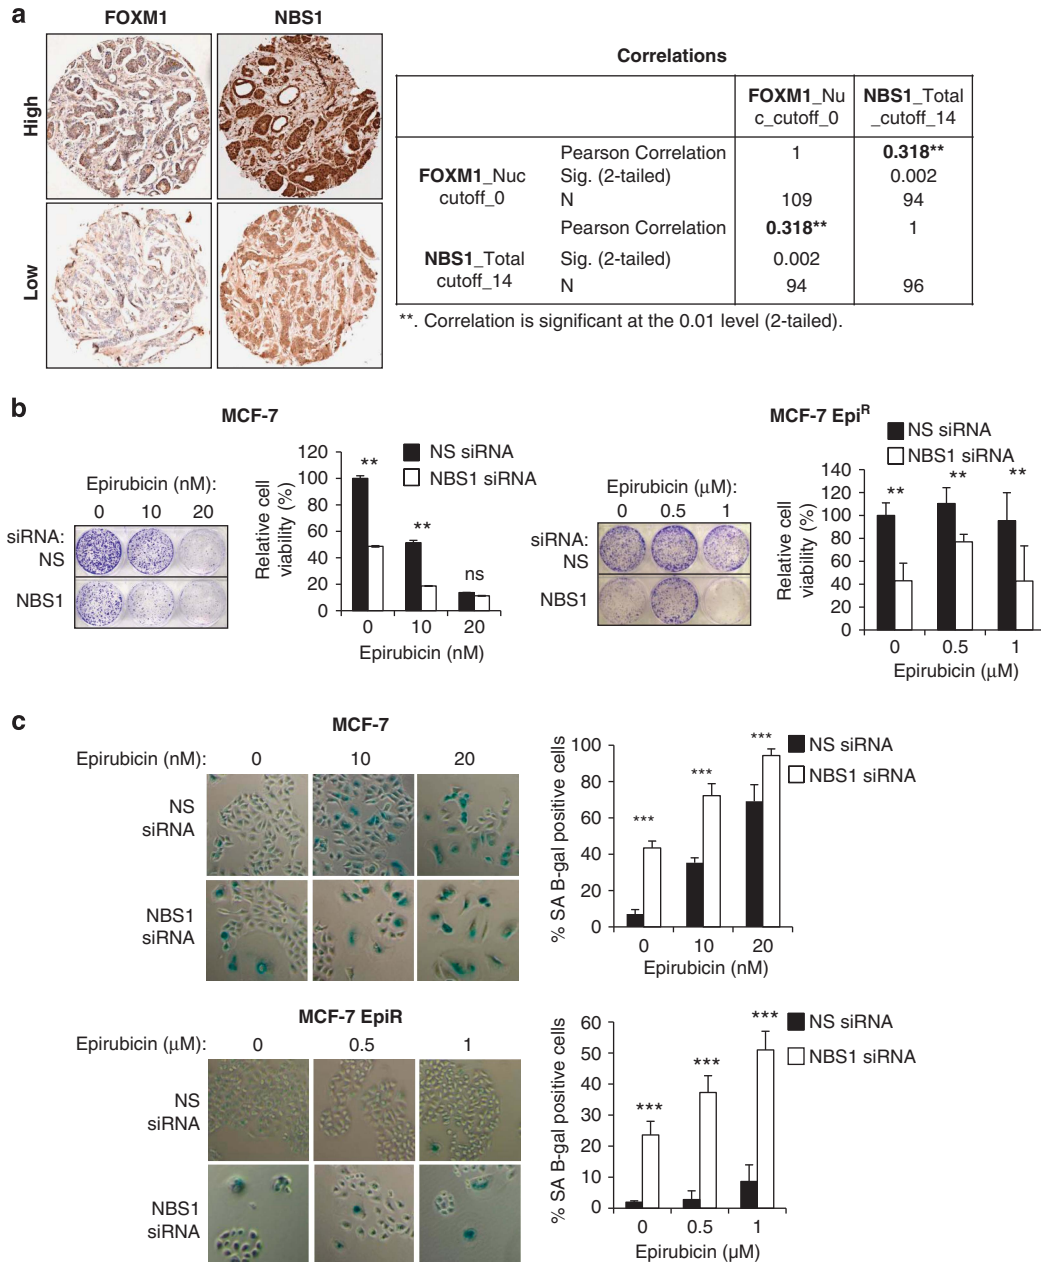 a
FOXM1
NBS1
High
Low
Correlations
FOXM1_Nu
c_cutoff_0
NBS1_Total
_cutoff_14
FOXM1_Nuc
cutoff_0
Pearson Correlation
1
0.318**
Sig. (2-tailed)
0.002
N
109
94
NBS1_Total
cutoff_14
Pearson Correlation
0.318**
1
Sig. (2-tailed)
0.002
N
94
96
**. Correlation is significant at the 0.01 level (2-tailed).
b
MCF-7
Epirubicin (nM):
0 10 20
siRNA:
NS
NBS1
Relative cell
viability (%)
120
100
80
60
40
20
0
**
**
ns
NS siRNA
NBS1 siRNA
0 10 20
Epirubicin (nM)
MCF-7 EpiR
Epirubicin (μM):
0 0.5 1
siRNA:
NS
NBS1
Relative cell
viability (%)
140
120
100
80
60
40
20
0
NS siRNA
NBS1 siRNA
**
**
**
0 0.5 1
Epirubicin (μM)
c
MCF-7
Epirubicin (nM):
0 10 20
NS
siRNA
NBS1
siRNA
% SA B-gal positive cells
100
80
60
40
20
0
***
***
***
NS siRNA
NBS1 siRNA
0 10 20
Epirubicin (nM)
MCF-7 EpiR
Epirubicin (μM):
0 0.5 1
NS
siRNA
NBS1
siRNA
% SA B-gal positive cells
60
50
40
30
20
10
0
***
***
***
NS siRNA
NBS1 siRNA
0 0.5 1
Epirubicin (μM)